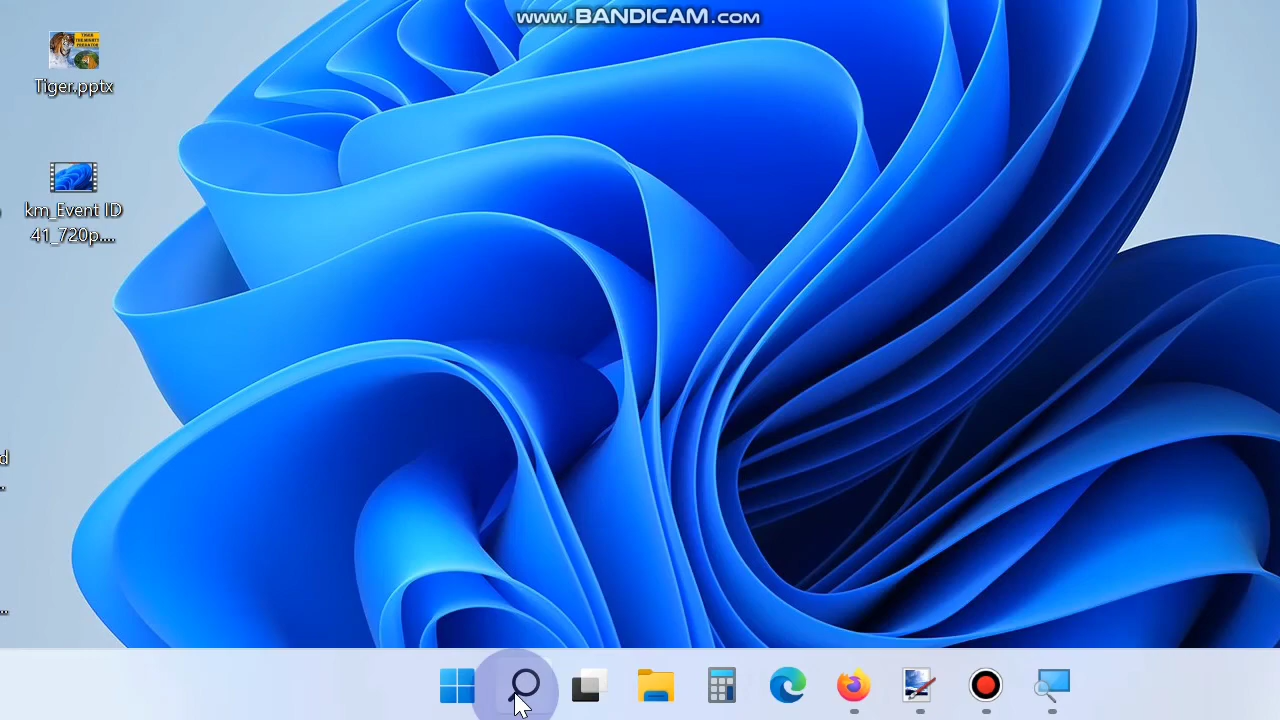 www.BANDICAM.com
Tiger.pptx
km_Event ID
41_720p....
d